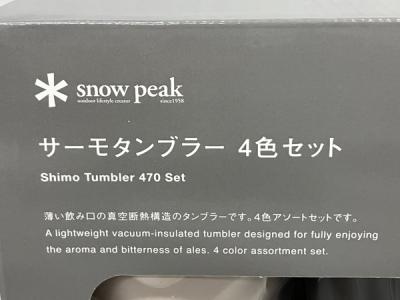 snow peak
outdoor lifestyle creator since1958
サーモタンブラー 4色セット
Shimo Tumbler 470 Set
薄い飲み口の真空断熱構造のタンブラーです。4色アソートセットです。
A lightweight vacuum-insulated tumbler designed for fully enjoying
the aroma and bitterness of ales. 4 color assortment set.